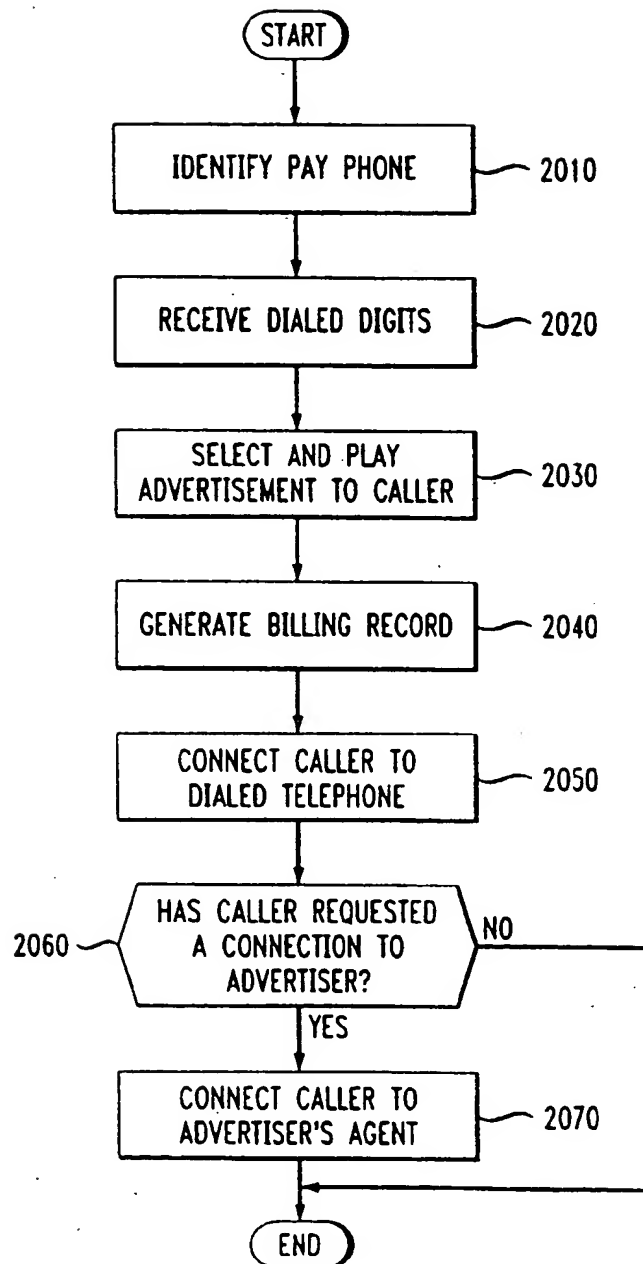 START
IDENTIFY PAY PHONE
2010
RECEIVE DIALED DIGITS
2020
SELECT AND PLAY
ADVERTISEMENT TO CALLER
2030
GENERATE BILLING RECORD
2040
CONNECT CALLER TO
DIALED TELEPHONE
2050
HAS CALLER REQUESTED
A CONNECTION TO
ADVERTISER?
2060
NO
YES
CONNECT CALLER TO
ADVERTISER'S AGENT
2070
END